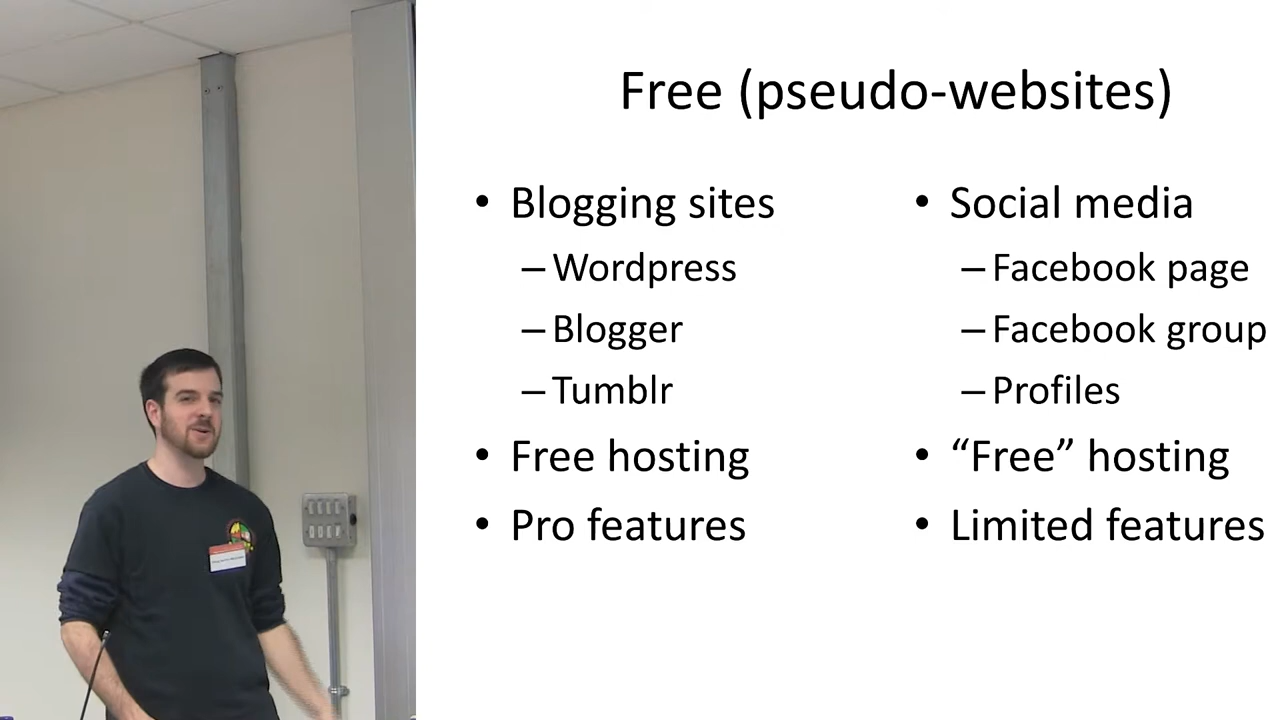 Free (pseudo-websites)
• Blogging sites
– Wordpress
– Blogger
– Tumblr
• Free hosting
• Pro features
• Social media
– Facebook page
– Facebook group
– Profiles
• “Free” hosting
• Limited features